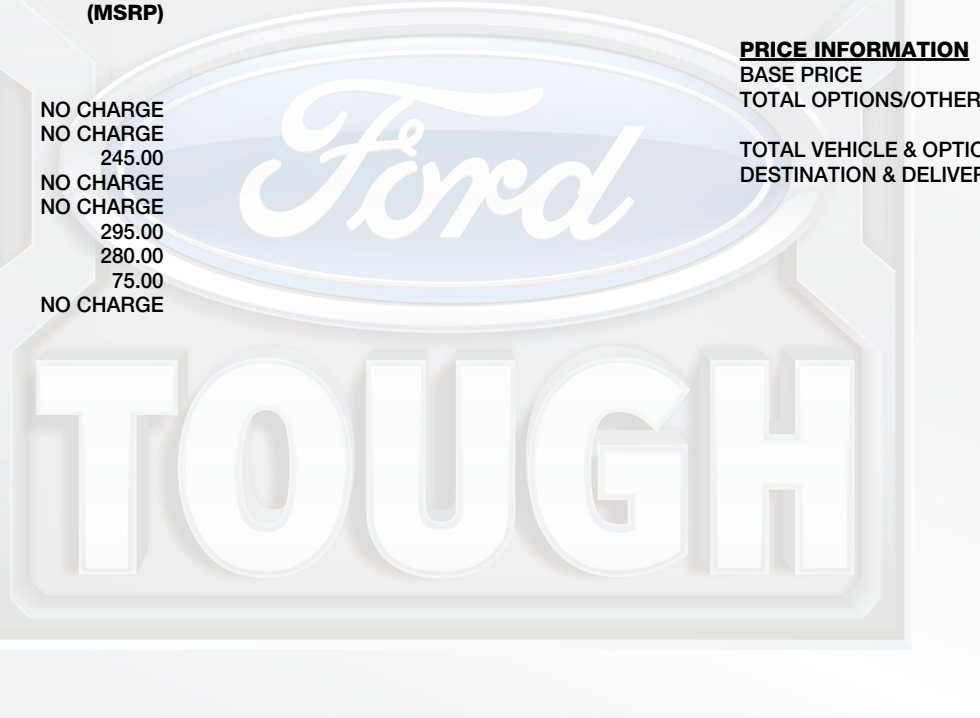 (MSRP)
NO CHARGE
NO CHARGE
245.00
NO CHARGE
NO CHARGE
295.00
280.00
75.00
NO CHARGE
PRICE INFORMATION
BASE PRICE
TOTAL OPTIONS/OTHER
TOTAL VEHICLE & OPTIO
DESTINATION & DELIVER
Ford
TOUGH